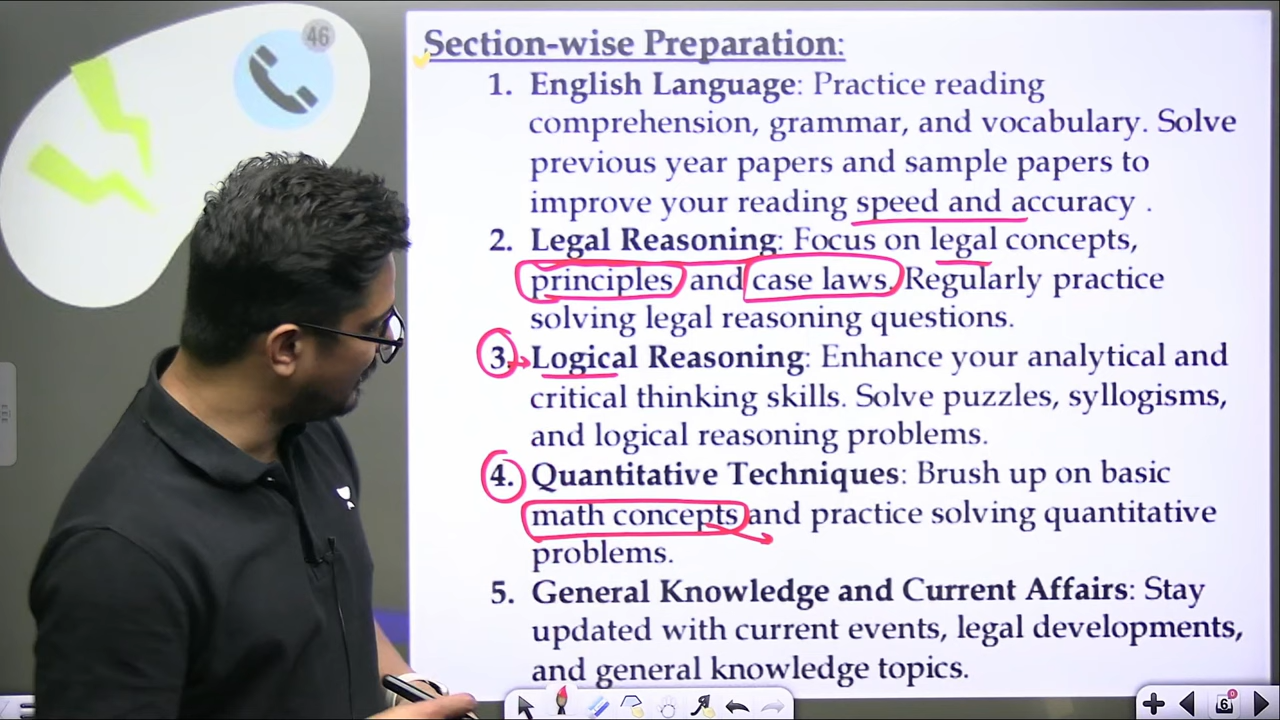 46
Section-wise Preparation:
1. English Language: Practice reading
comprehension, grammar, and vocabulary. Solve
previous year papers and sample papers to
improve your reading speed and accuracy .
2. Legal Reasoning: Focus on legal concepts,
principles and case laws. Regularly practice
solving legal reasoning questions.
3. Logical Reasoning: Enhance your analytical and
critical thinking skills. Solve puzzles, syllogisms,
and logical reasoning problems.
4. Quantitative Techniques: Brush up on basic
math concepts and practice solving quantitative
problems.
5. General Knowledge and Current Affairs: Stay
updated with current events, legal developments,
and general knowledge topics.
6
0